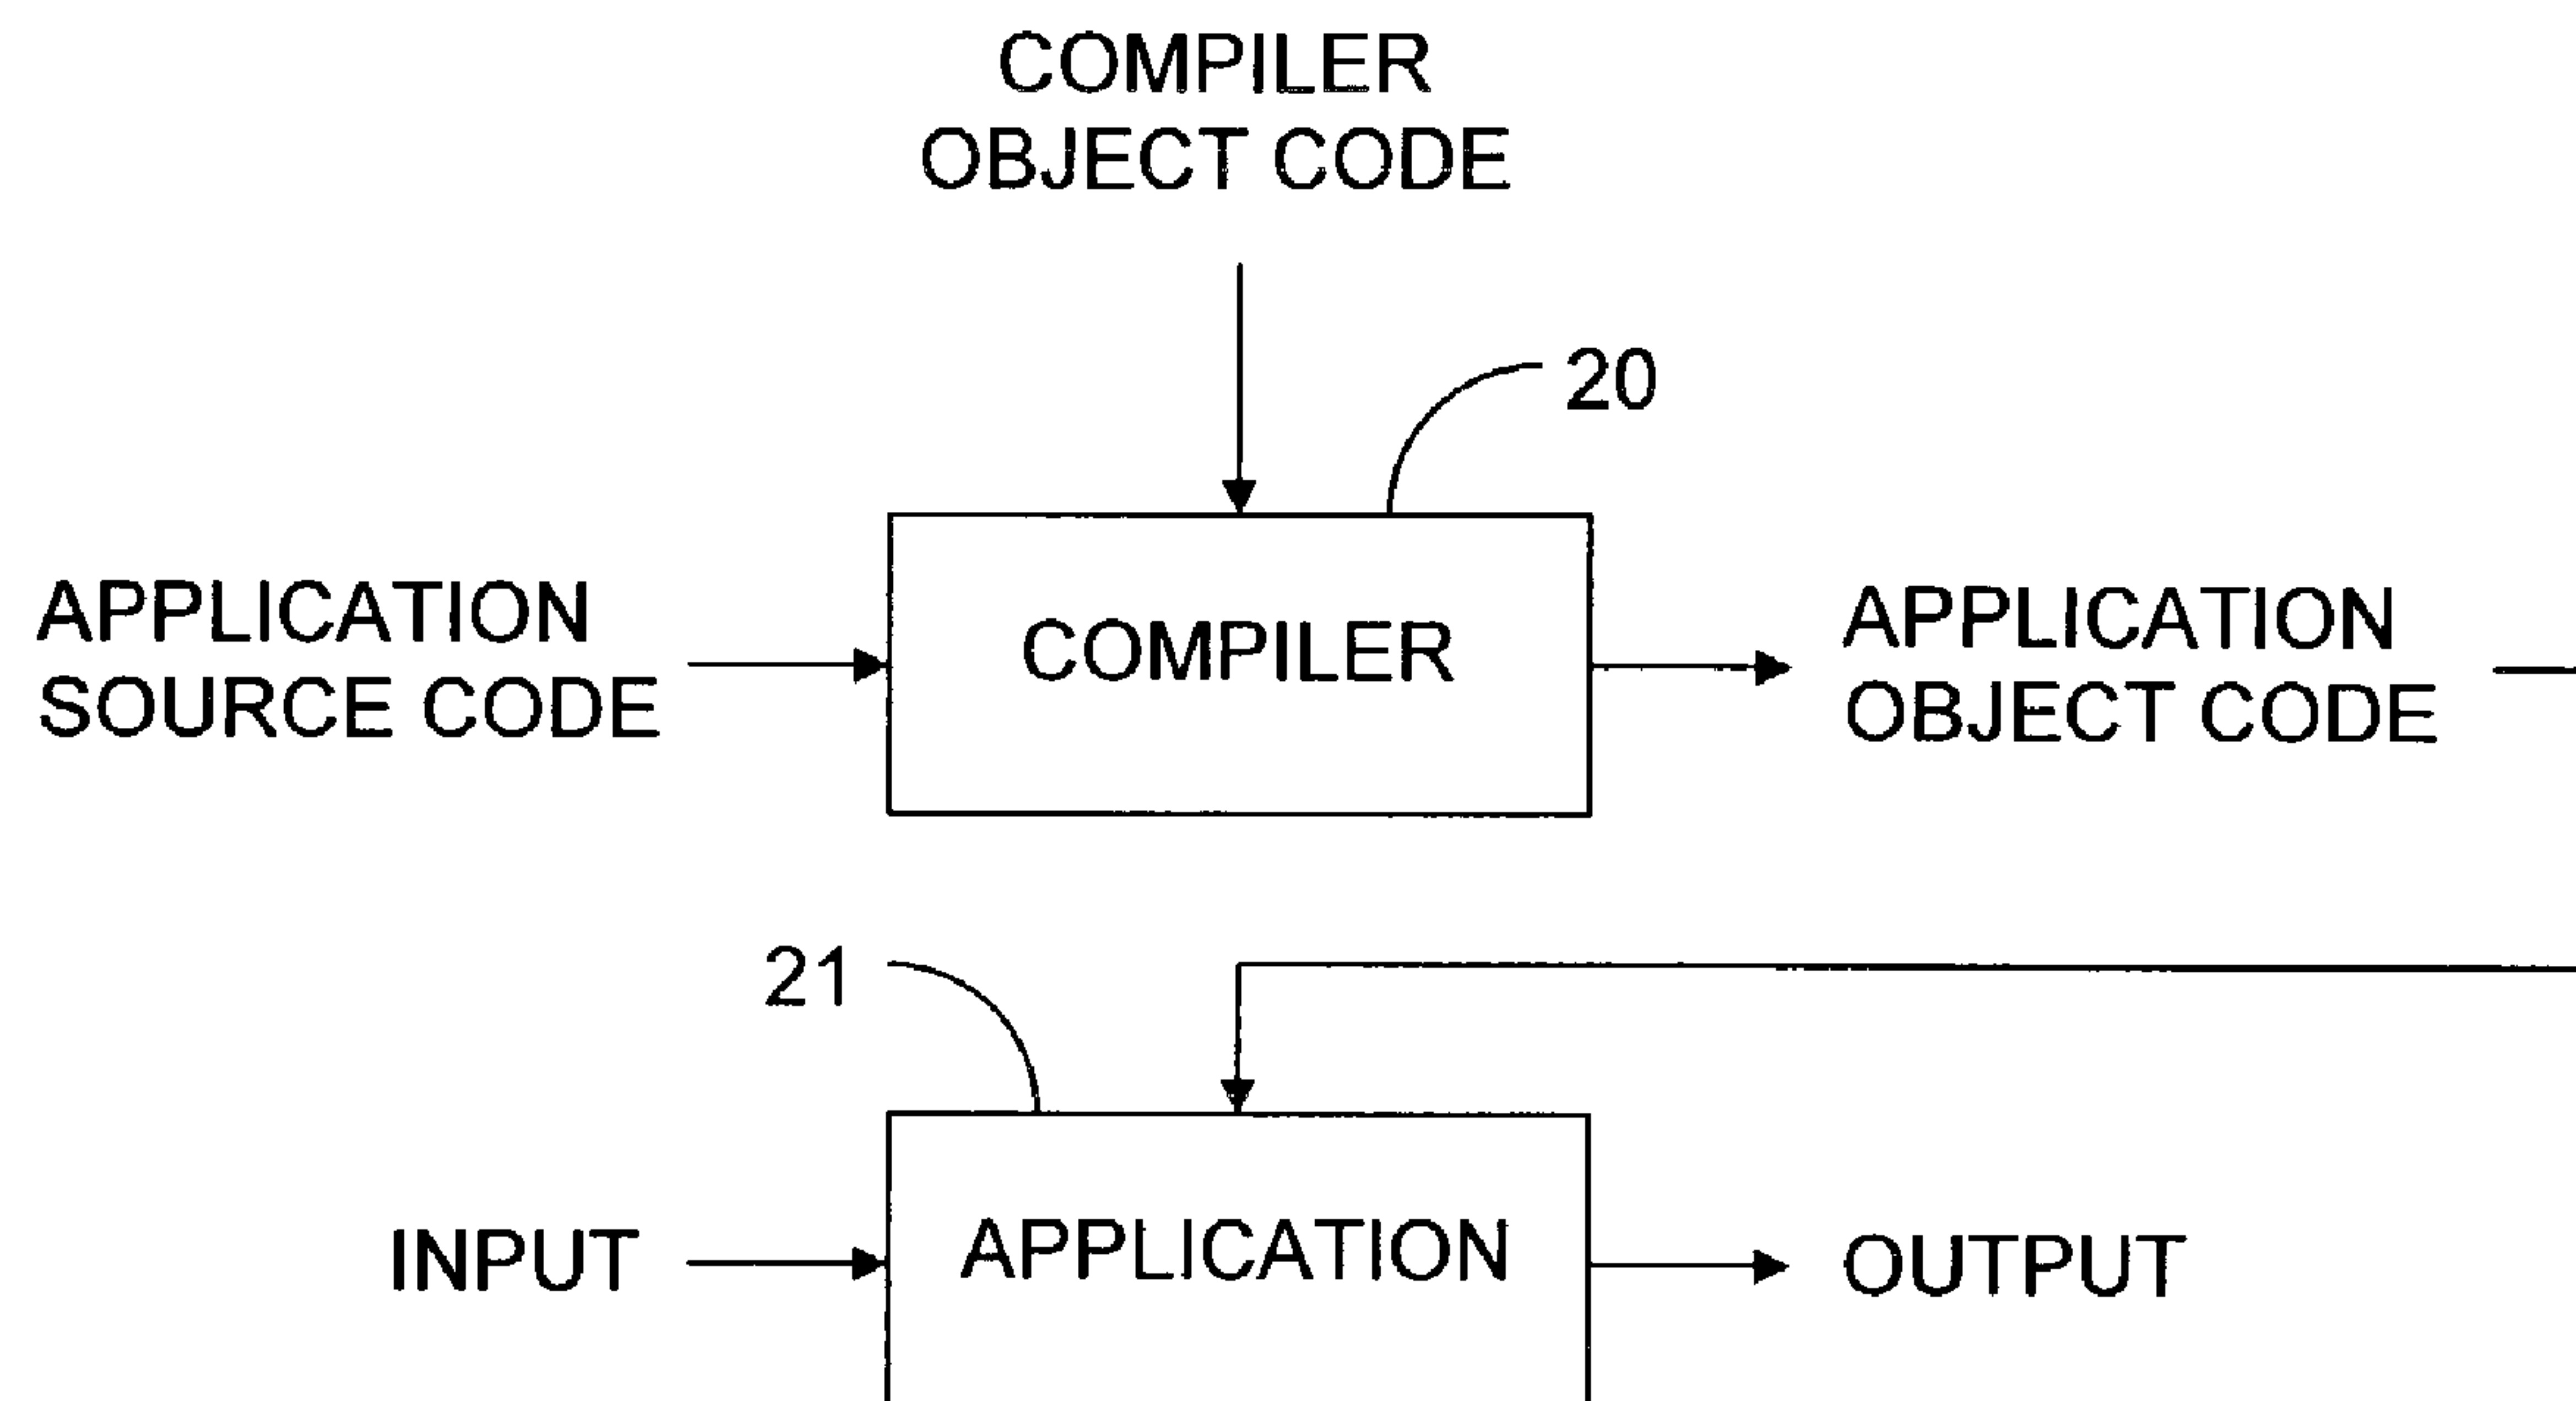 COMPILER
OBJECT CODE
20
APPLICATION
SOURCE CODE
COMPILER
APPLICATION
OBJECT CODE
21
INPUT
APPLICATION
OUTPUT